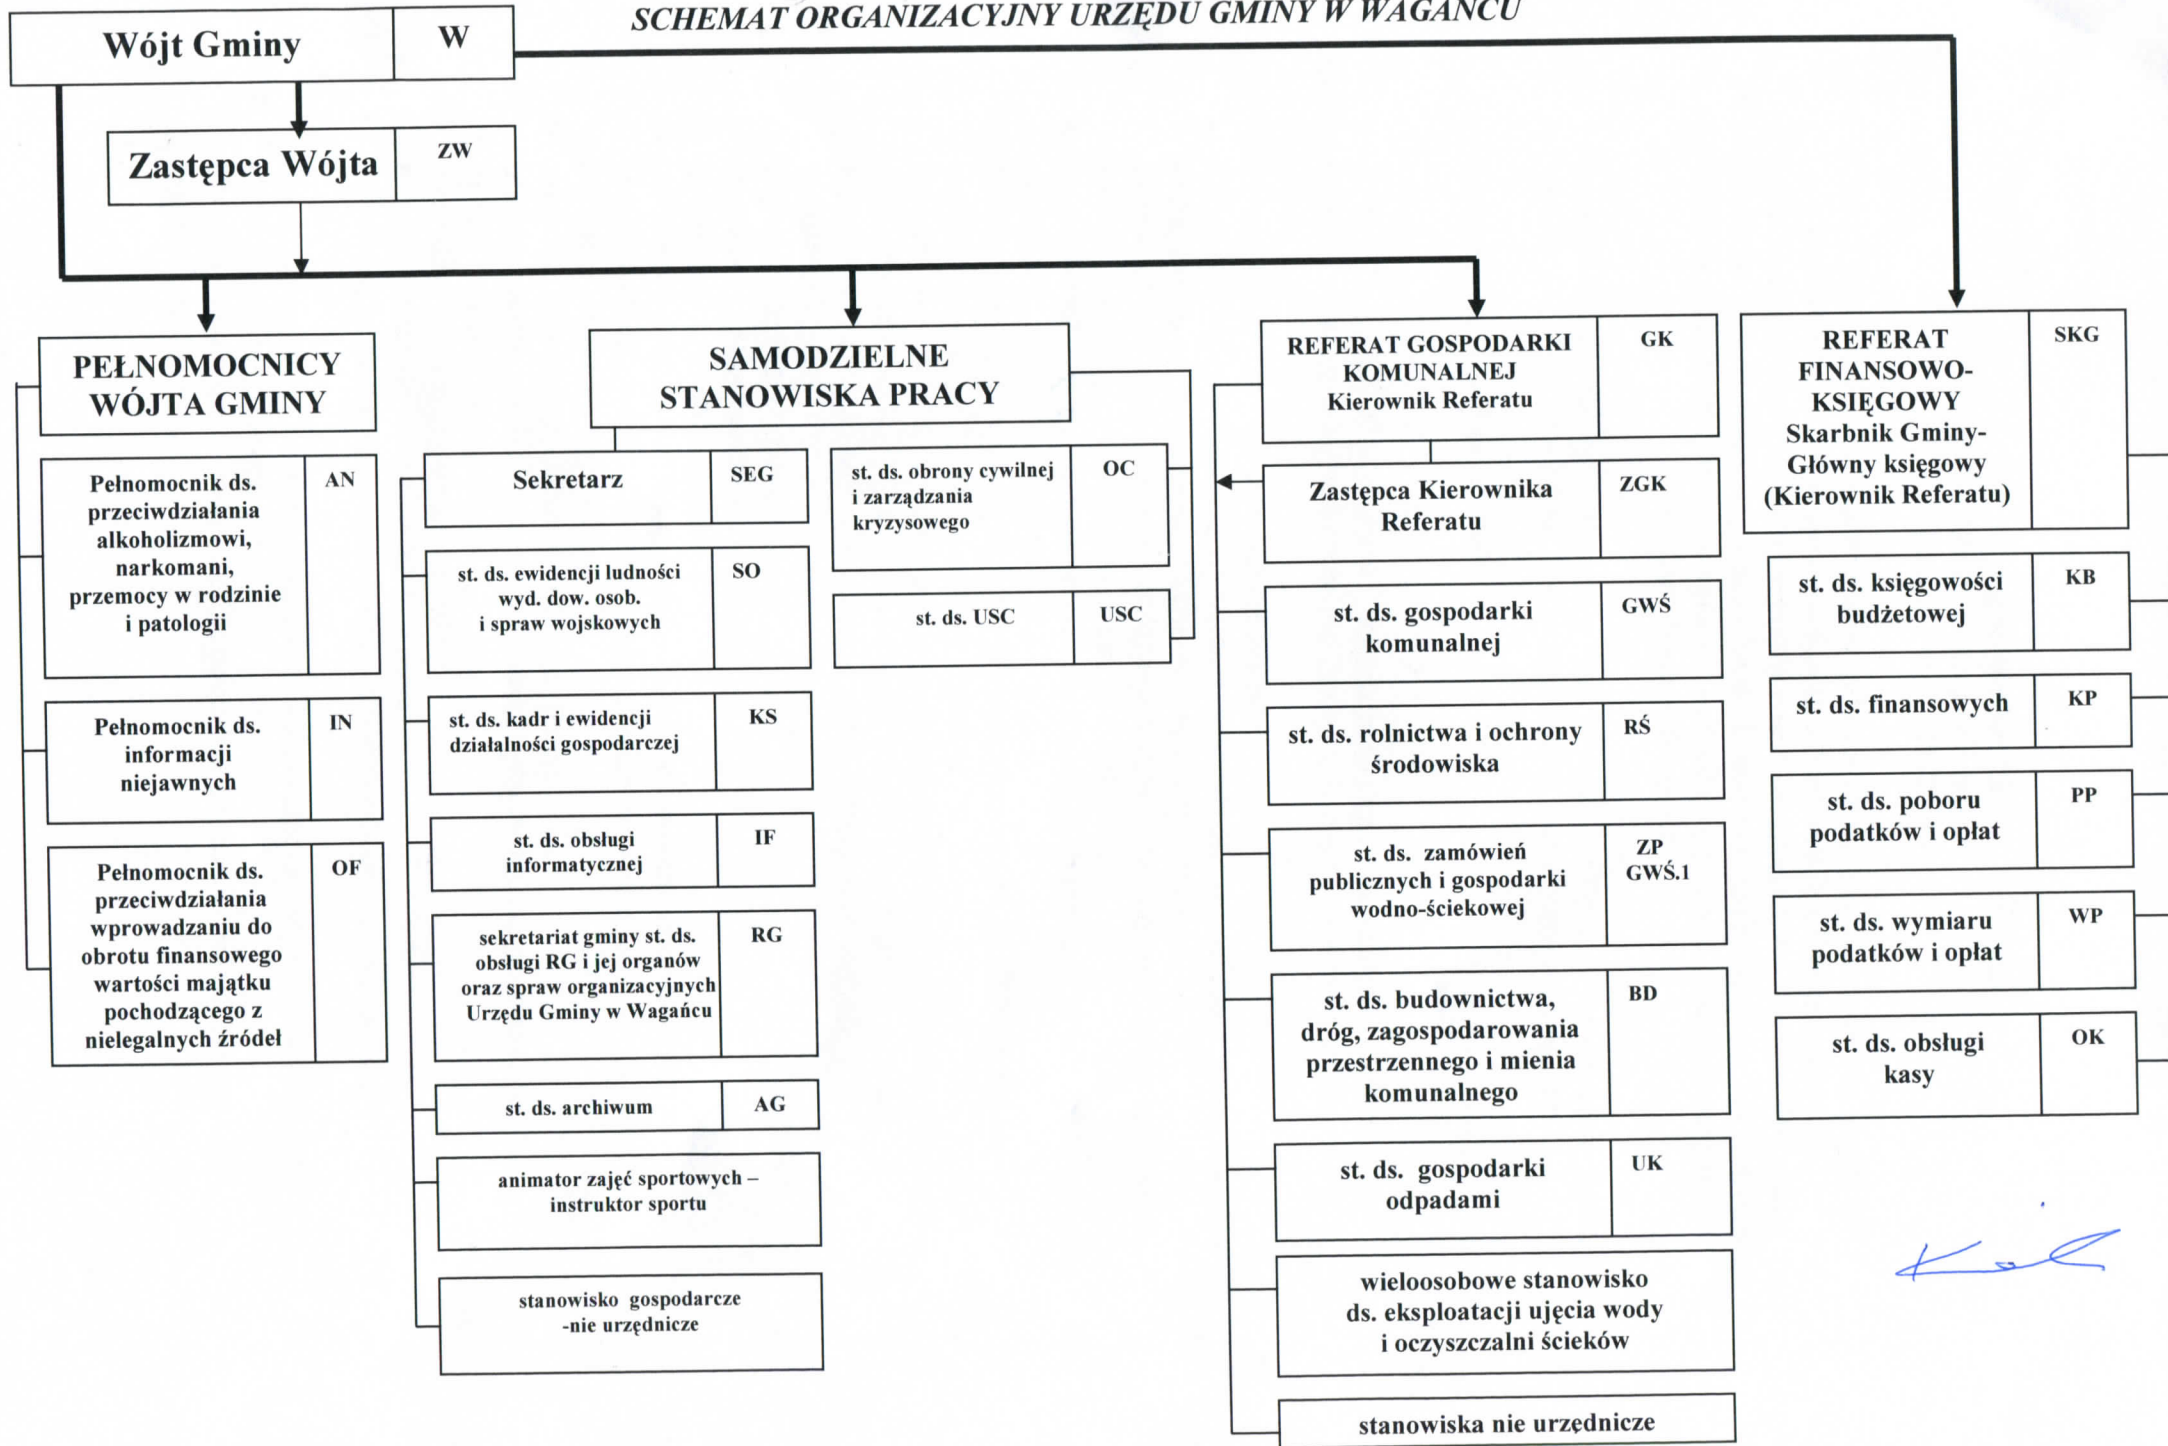 SCHEMAT ORGANIZACYJNY URZĘDU GMINY W WAGAŃCU
Wójt Gminy
W
Zastępca Wójta
ZW
PEŁNOMOCNICY
WÓJTA GMINY
Pełnomocnik ds.
przeciwdziałania
alkoholizmowi,
narkomani,
przemocy w rodzinie
i patologii
AN
Pełnomocnik ds.
informacji
niejawnych
IN
Pełnomocnik ds.
przeciwdziałania
wprowadzaniu do
obrotu finansowego
wartości majątku
pochodzącego z
nielegalnych źródeł
OF
SAMODZIELNE
STANOWISKA PRACY
Sekretarz
SEG
st. ds. ewidencji ludności
wyd. dow. osob.
i spraw wojskowych
SO
st. ds. kadr i ewidencji
działalności gospodarczej
KS
st. ds. obsługi
informatycznej
IF
sekretariat gminy st. ds.
obsługi RG i jej organów
oraz spraw organizacyjnych
Urzędu Gminy w Wagańcu
RG
st. ds. archiwum
AG
animator zajęć sportowych –
instruktor sportu
stanowisko gospodarcze
-nie urzędnicze
st. ds. obrony cywilnej
i zarządzania
kryzysowego
OC
st. ds. USC
USC
REFERAT GOSPODARKI
KOMUNALNEJ
Kierownik Referatu
GK
Zastępca Kierownika
Referatu
ZGK
st. ds. gospodarki
komunalnej
GWŚ
st. ds. rolnictwa i ochrony
środowiska
RŚ
st. ds. zamówień
publicznych i gospodarki
wodno-ściekowej
ZP
GWŚ.1
st. ds. budownictwa,
dróg, zagospodarowania
przestrzennego i mienia
komunalnego
BD
st. ds. gospodarki
odpadami
UK
wieloosobowe stanowisko
ds. eksploatacji ujęcia wody
i oczyszczalni ścieków
stanowiska nie urzędnicze
REFERAT
FINANSOWO-
KSIĘGOWY
Skarbnik Gminy-
Główny księgowy
(Kierownik Referatu)
SKG
st. ds. księgowości
budżetowej
KB
st. ds. finansowych
KP
st. ds. poboru
podatków i opłat
PP
st. ds. wymiaru
podatków i opłat
WP
st. ds. obsługi
kasy
OK